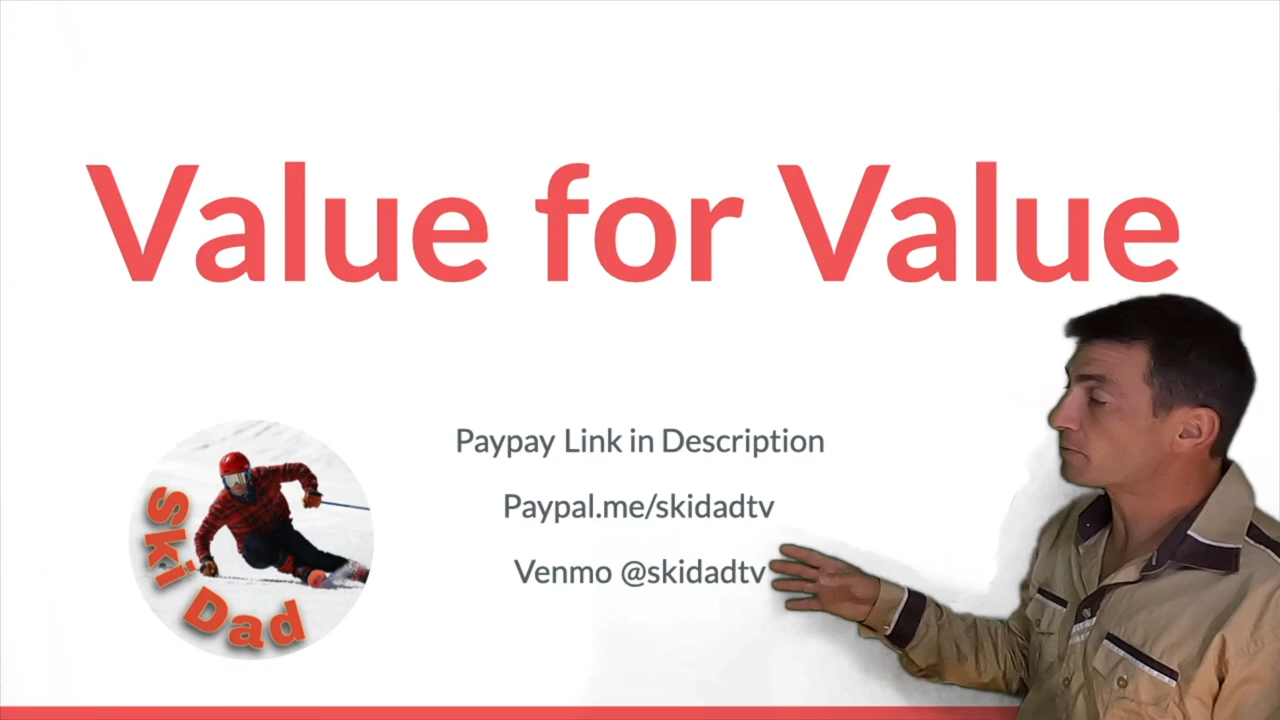 Value for Value
Paypay Link in Description
Paypal.me/skidadtv
Venmo @skidadtv
Ski Dad